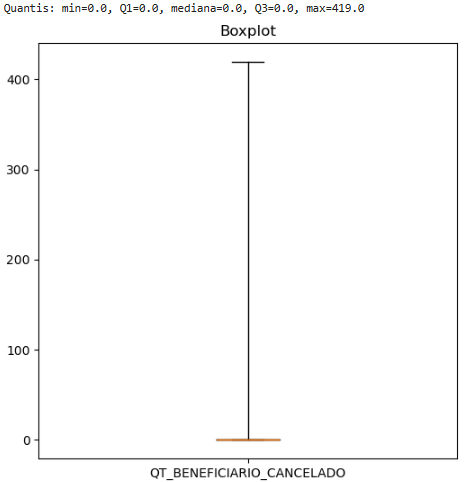 Quantis: min=0.0, Q1=0.0, mediana=0.0, Q3=0.0, max=419.0
Boxplot
400
300
200
100
0
QT_BENEFICIARIO_CANCELADO